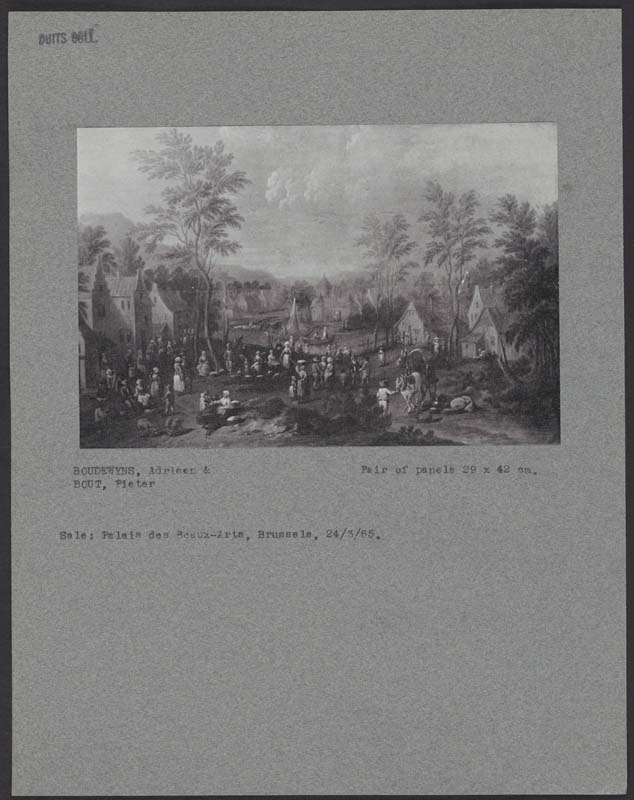 DUITS COLL.
BOUDEWYNS, Adriaen &
BOUT, Pieter
Pair of panels 29 x 42 cm.
Sale: Palais des Beaux-Arts, Brussels, 24/3/65.